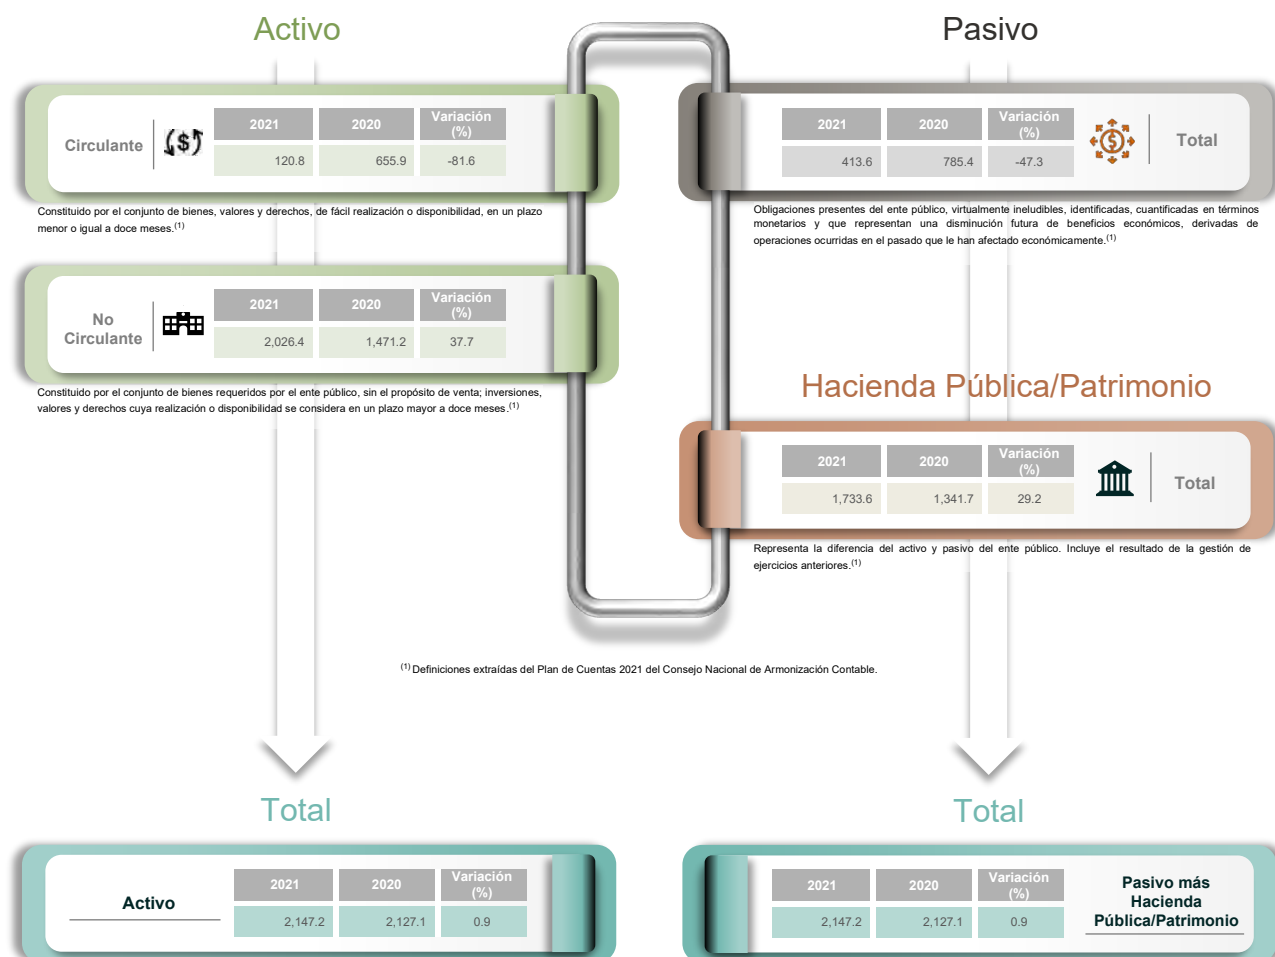 Activo
Circulante
2021 2020 Variación (%)
120.8 655.9 -81.6
Constituido por el conjunto de bienes, valores y derechos, de fácil realización o disponibilidad, en un plazo
menor o igual a doce meses.(1)
No
Circulante
2021 2020 Variación (%)
2,026.4 1,471.2 37.7
Constituido por el conjunto de bienes requeridos por el ente público, sin el propósito de venta; inversiones,
valores y derechos cuya realización o disponibilidad se considera en un plazo mayor a doce meses.(1)
Pasivo
2021 2020 Variación (%)
413.6 785.4 -47.3
Total
Obligaciones presentes del ente público, virtualmente ineludibles, identificadas, cuantificadas en términos
monetarios y que representan una disminución futura de beneficios económicos, derivadas de
operaciones ocurridas en el pasado que le han afectado económicamente.(1)
Hacienda Pública/Patrimonio
2021 2020 Variación (%)
1,733.6 1,341.7 29.2
Total
Representa la diferencia del activo y pasivo del ente público. Incluye el resultado de la gestión de
ejercicios anteriores.(1)
(1) Definiciones extraídas del Plan de Cuentas 2021 del Consejo Nacional de Armonización Contable.
Total
Activo
2021 2020 Variación (%)
2,147.2 2,127.1 0.9
Total
2021 2020 Variación (%)
2,147.2 2,127.1 0.9
Pasivo más
Hacienda
Pública/Patrimonio